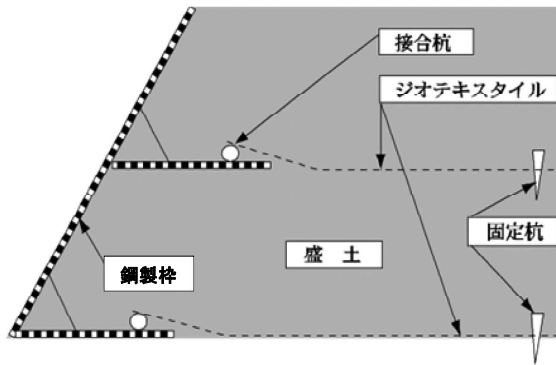 接合杭
ジオテキスタイル
固定杭
盛　土
鋼製枠